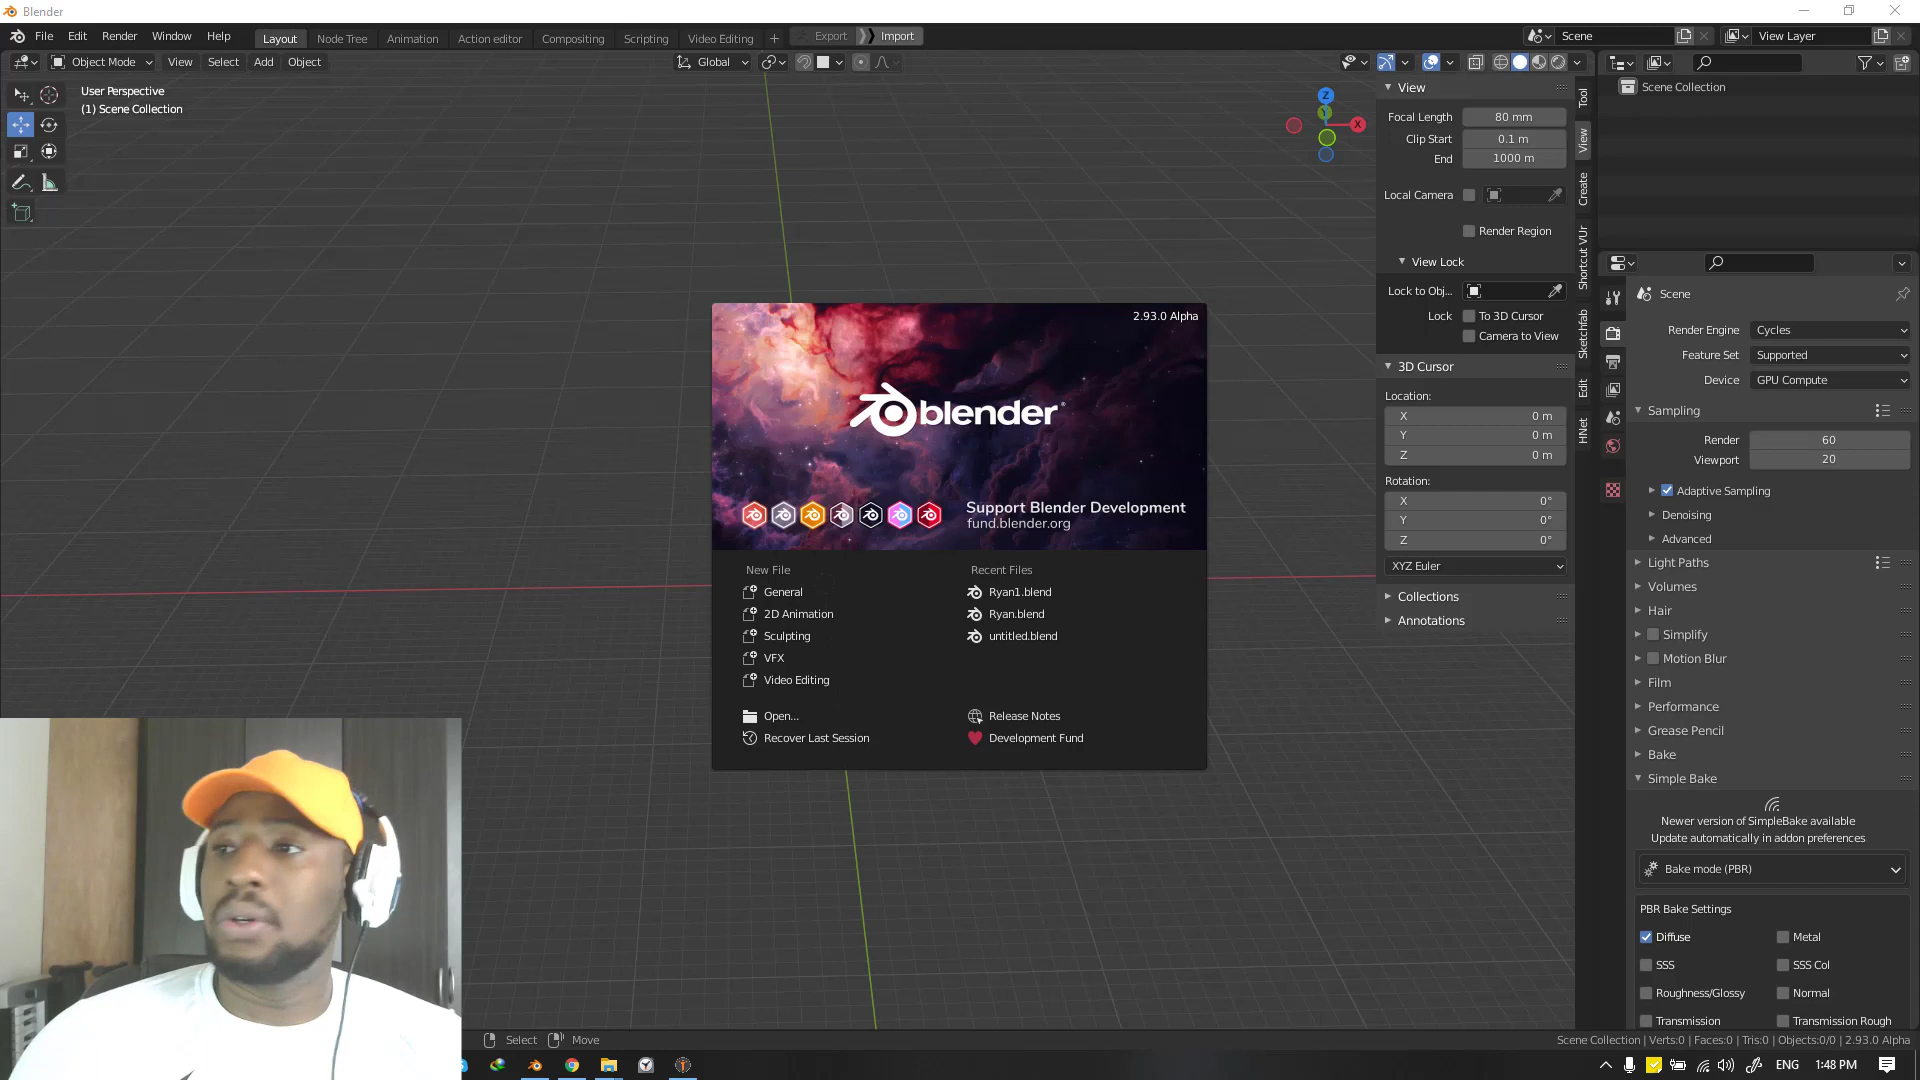 Blender
File Edit Render Window Help
Layout Node Tree Animation Action editor Compositing Scripting Video Editing + Export Import
Scene
View Layer
Object Mode View Select Add Object
Global
User Perspective
(1) Scene Collection
Z
Y
X
View
Focal Length 80 mm
Clip Start 0.1 m
End 1000 m
Local Camera
Render Region
View Lock
Lock to Obj...
Lock To 3D Cursor
Camera to View
3D Cursor
Location:
X 0 m
Y 0 m
Z 0 m
Rotation:
X 0°
Y 0°
Z 0°
XYZ Euler
Collections
Annotations
Tool
View
Create
Shortcut VUr
Sketchfab
Edit
HNet
Scene Collection
Scene
Render Engine Cycles
Feature Set Supported
Device GPU Compute
Sampling
Render 60
Viewport 20
Adaptive Sampling
Denoising
Advanced
Light Paths
Volumes
Hair
Simplify
Motion Blur
Film
Performance
Grease Pencil
Bake
Simple Bake
Newer version of SimpleBake available
Update automatically in addon preferences
Bake mode (PBR)
PBR Bake Settings
Diffuse Metal
SSS SSS Col
Roughness/Glossy Normal
Transmission Transmission Rough
2.93.0 Alpha
blender
Support Blender Development
fund.blender.org
New File
General
2D Animation
Sculpting
VFX
Video Editing
Open...
Recover Last Session
Recent Files
Ryan1.blend
Ryan.blend
untitled.blend
Release Notes
Development Fund
Select Move
Scene Collection | Verts:0 | Faces:0 | Tris:0 | Objects:0/0 | 2.93.0 Alpha
ENG 1:48 PM